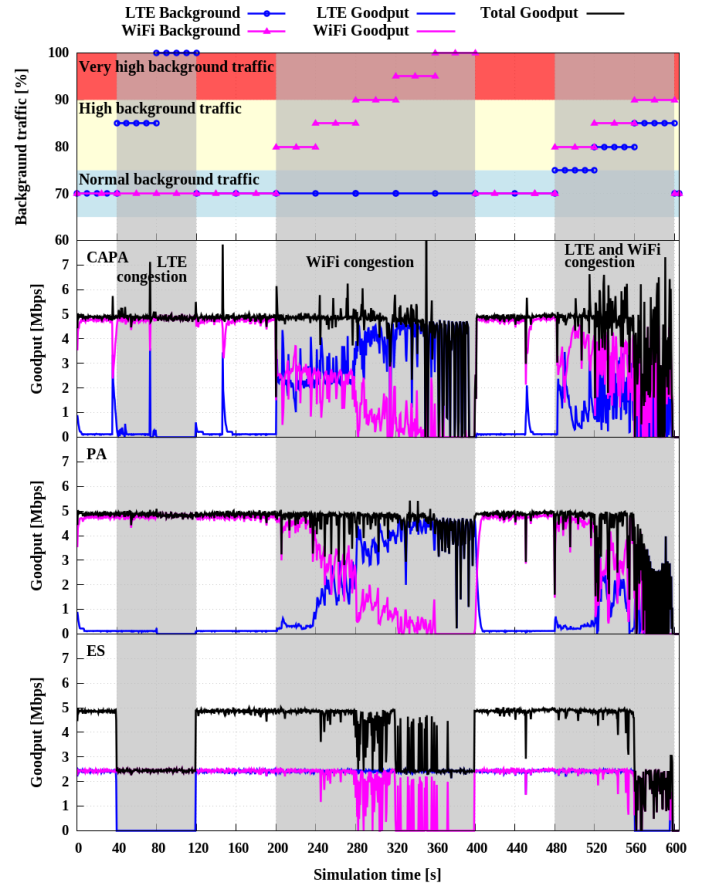 LTE Background LTE Goodput Total Goodput
WiFi Background WiFi Goodput
Background traffic [%]
100
90
80
70
60
Very high background traffic
High background traffic
Normal background traffic
Goodput [Mbps]
7
6
5
4
3
2
1
0
CAPA
LTE
congestion
WiFi congestion
LTE and WiFi
congestion
Goodput [Mbps]
7
6
5
4
3
2
1
0
PA
Goodput [Mbps]
7
6
5
4
3
2
1
0
ES
0 40 80 120 160 200 240 280 320 360 400 440 480 520 560 600
Simulation time [s]